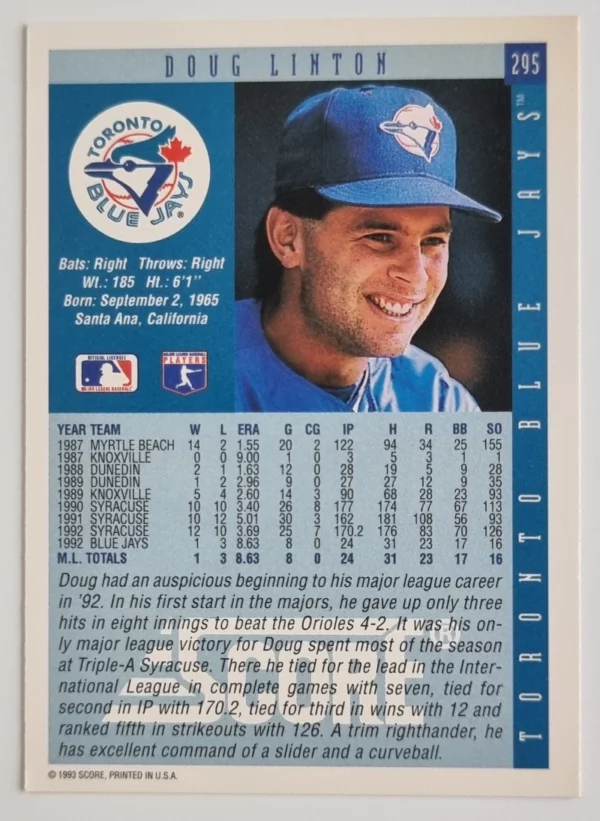 DOUG LINTON
295
TORONTO BLUE JAYS™
TORONTO
BLUE JAYS®
Bats: Right Throws: Right
Wt.: 185 Ht.: 6'1"
Born: September 2, 1965
Santa Ana, California
OFFICIAL LICENSEE
MAJOR LEAGUE BASEBALL
MAJOR LEAGUE BASEBALL
PLAYERS
YEAR TEAM W L ERA G CG IP H R BB SO
1987 MYRTLE BEACH 14 2 1.55 20 2 122 94 34 25 155
1987 KNOXVILLE 0 0 9.00 1 0 3 5 3 1 1
1988 DUNEDIN 2 1 1.63 12 0 28 19 5 9 28
1989 DUNEDIN 1 2 2.96 9 0 27 27 12 9 35
1989 KNOXVILLE 5 4 2.60 14 3 90 68 28 23 93
1990 SYRACUSE 10 10 3.40 26 8 177 174 77 67 113
1991 SYRACUSE 10 12 5.01 30 3 162 181 108 56 93
1992 SYRACUSE 12 10 3.69 25 7 170.2 176 83 70 126
1992 BLUE JAYS 1 3 8.63 8 0 24 31 23 17 16
M.L. TOTALS 1 3 8.63 8 0 24 31 23 17 16
Doug had an auspicious beginning to his major league career
in '92. In his first start in the majors, he gave up only three
hits in eight innings to beat the Orioles 4-2. It was his on-
ly major league victory for Doug spent most of the season
at Triple-A Syracuse. There he tied for the lead in the Inter-
national League in complete games with seven, tied for
second in IP with 170.2, tied for third in wins with 12 and
ranked fifth in strikeouts with 126. A trim righthander, he
has excellent command of a slider and a curveball.
SCORE®
© 1993 SCORE, PRINTED IN U.S.A.